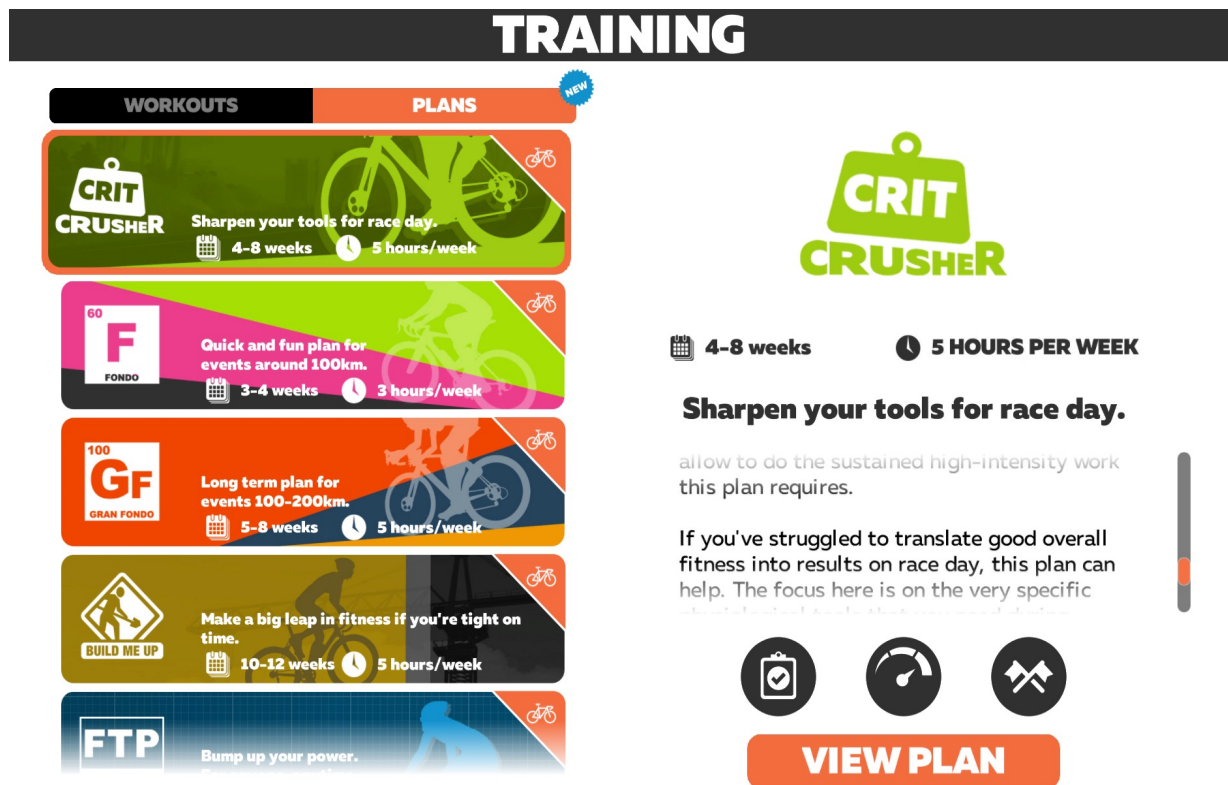 TRAINING
WORKOUTS
PLANS
NEW
CRIT
CRUSHER
Sharpen your tools for race day.
4-8 weeks
5 hours/week
60
F
FONDO
Quick and fun plan for
events around 100km.
3-4 weeks
3 hours/week
100
GF
GRAN FONDO
Long term plan for
events 100-200km.
5-8 weeks
5 hours/week
BUILD ME UP
Make a big leap in fitness if you're tight on
time.
10-12 weeks
5 hours/week
FTP
Bump up your power.
CRIT
CRUSHER
4-8 weeks
5 HOURS PER WEEK
Sharpen your tools for race day.
allow to do the sustained high-intensity work
this plan requires.
If you've struggled to translate good overall
fitness into results on race day, this plan can
help. The focus here is on the very specific
VIEW PLAN